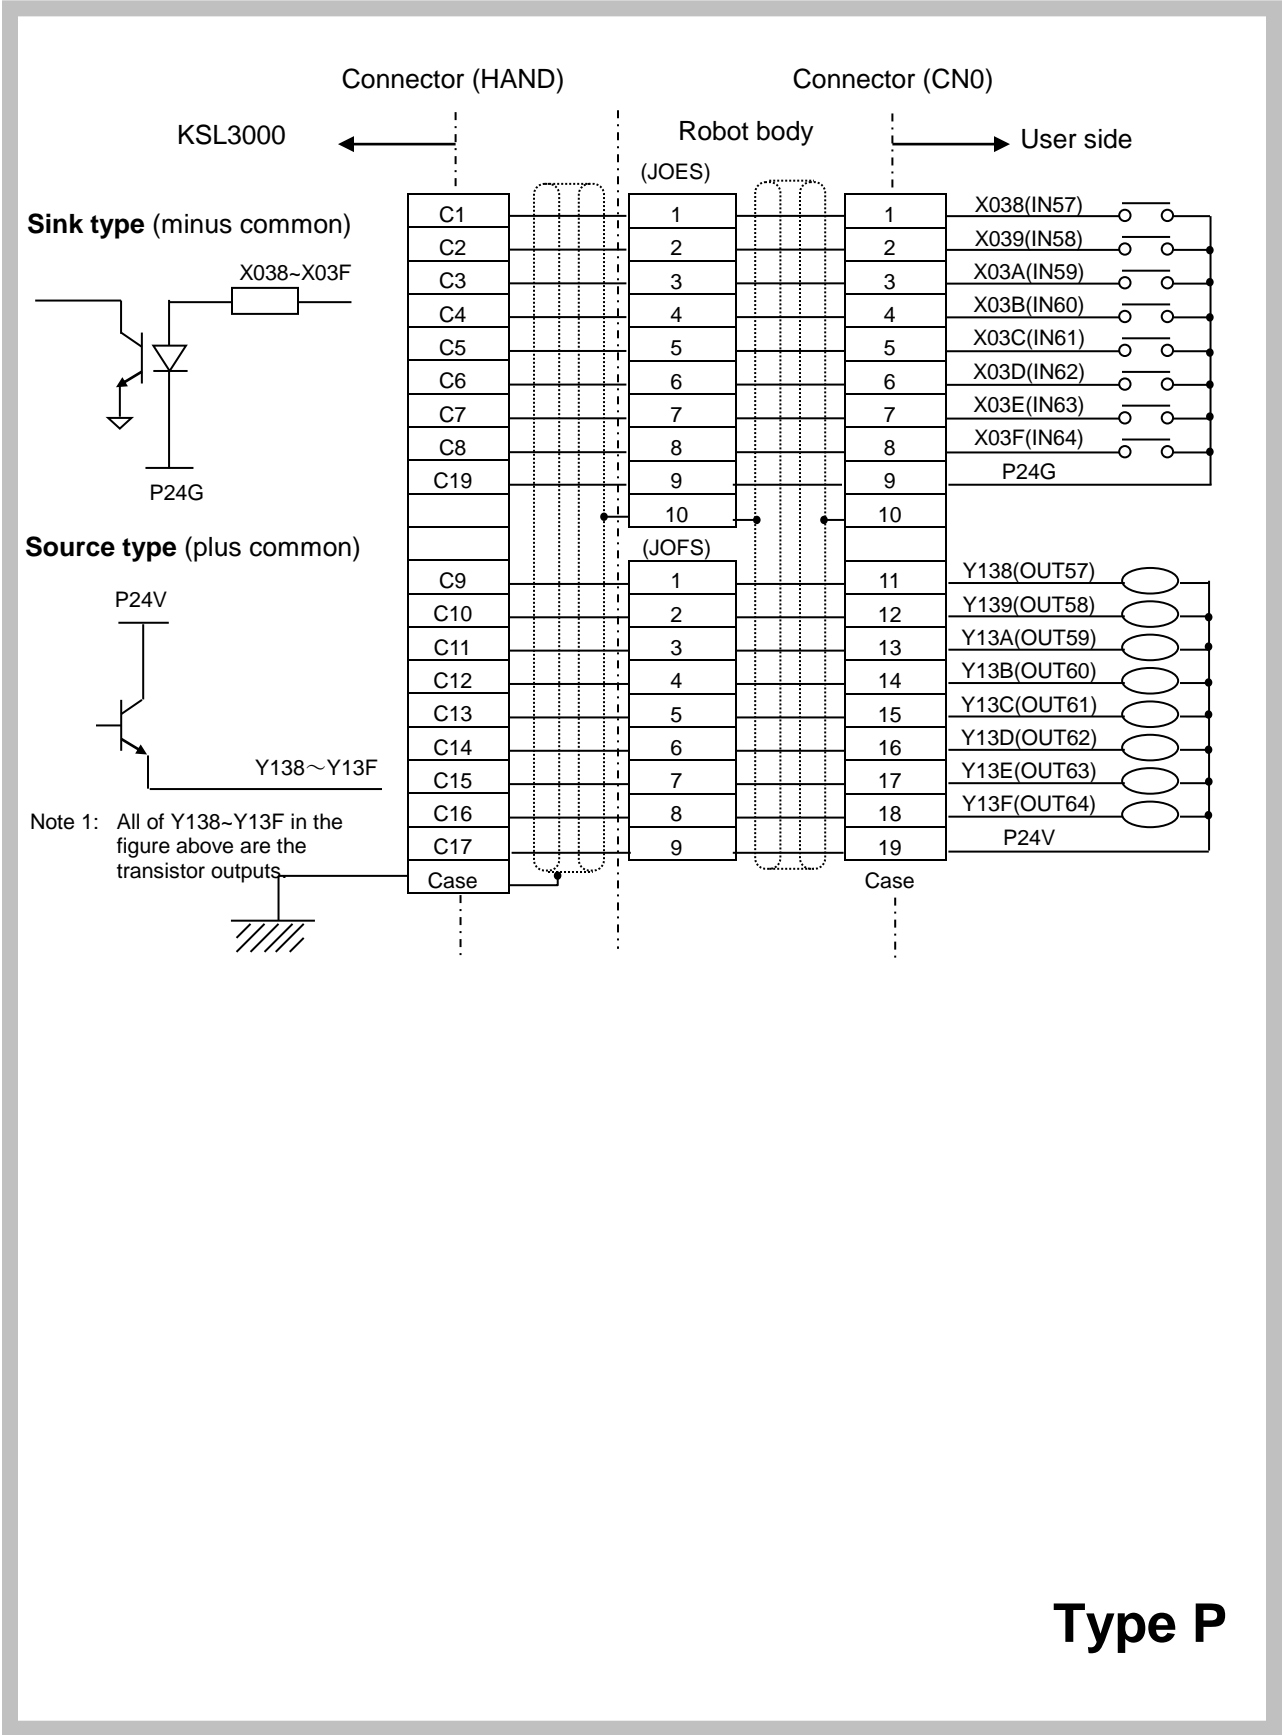 Connector (HAND) Connector (CN0)
KSL3000 Robot body User side
(JOES)
Sink type (minus common)
X038~X03F
P24G
Source type (plus common)
P24V
Y138～Y13F
Note 1: All of Y138~Y13F in the
figure above are the
transistor outputs.
C1 1 1 X038(IN57)
C2 2 2 X039(IN58)
C3 3 3 X03A(IN59)
C4 4 4 X03B(IN60)
C5 5 5 X03C(IN61)
C6 6 6 X03D(IN62)
C7 7 7 X03E(IN63)
C8 8 8 X03F(IN64)
C19 9 9 P24G
10 10
(JOFS)
C9 1 11 Y138(OUT57)
C10 2 12 Y139(OUT58)
C11 3 13 Y13A(OUT59)
C12 4 14 Y13B(OUT60)
C13 5 15 Y13C(OUT61)
C14 6 16 Y13D(OUT62)
C15 7 17 Y13E(OUT63)
C16 8 18 Y13F(OUT64)
C17 9 19 P24V
Case Case
Type P